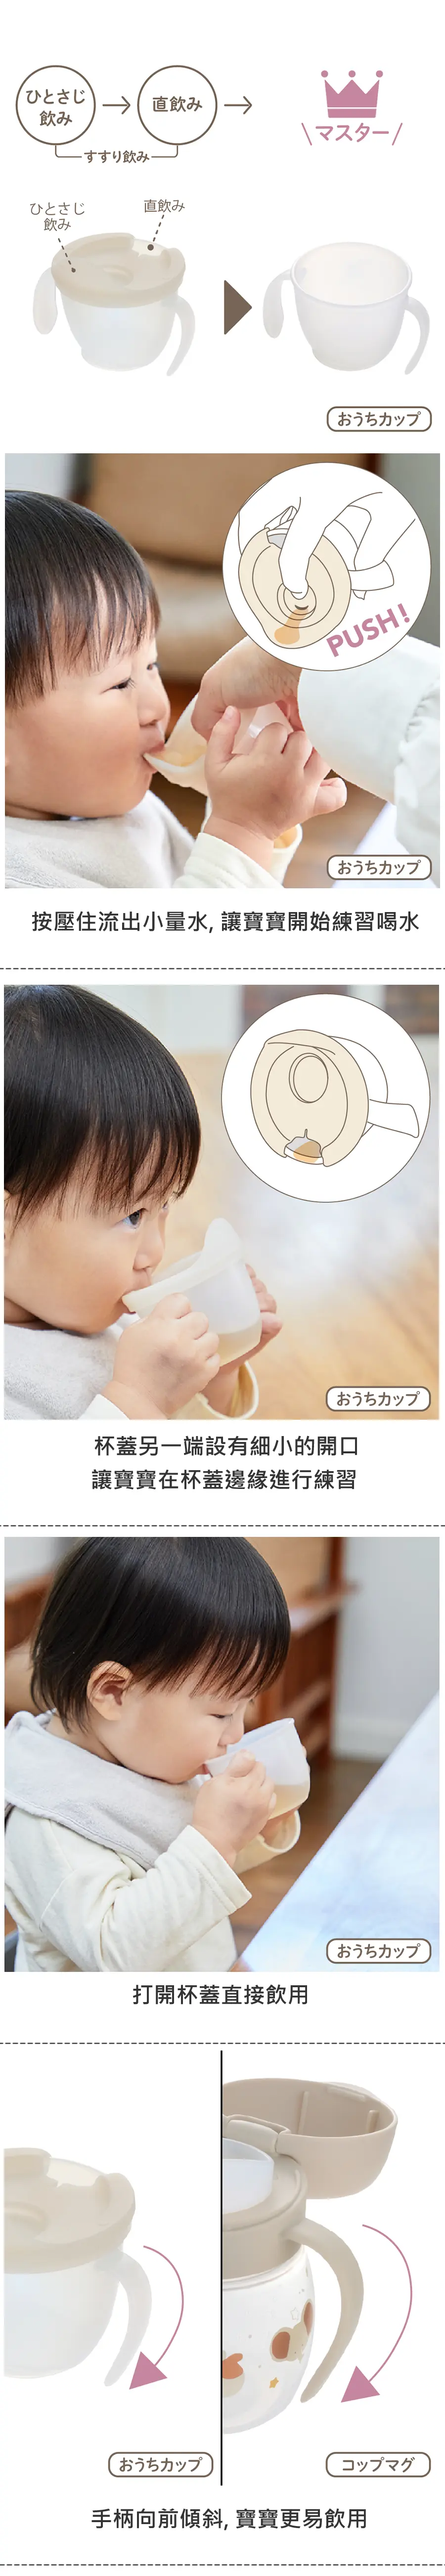 ひとさじ
飲み
直飲み
マスター
すすり飲み
ひとさじ
飲み
直飲み
おうちカップ
PUSH!
おうちカップ
按壓住流出小量水, 讓寶寶開始練習喝水
おうちカップ
杯蓋另一端設有細小的開口
讓寶寶在杯蓋邊緣進行練習
おうちカップ
打開杯蓋直接飲用
おうちカップ
コップマグ
手柄向前傾斜, 寶寶更易飲用